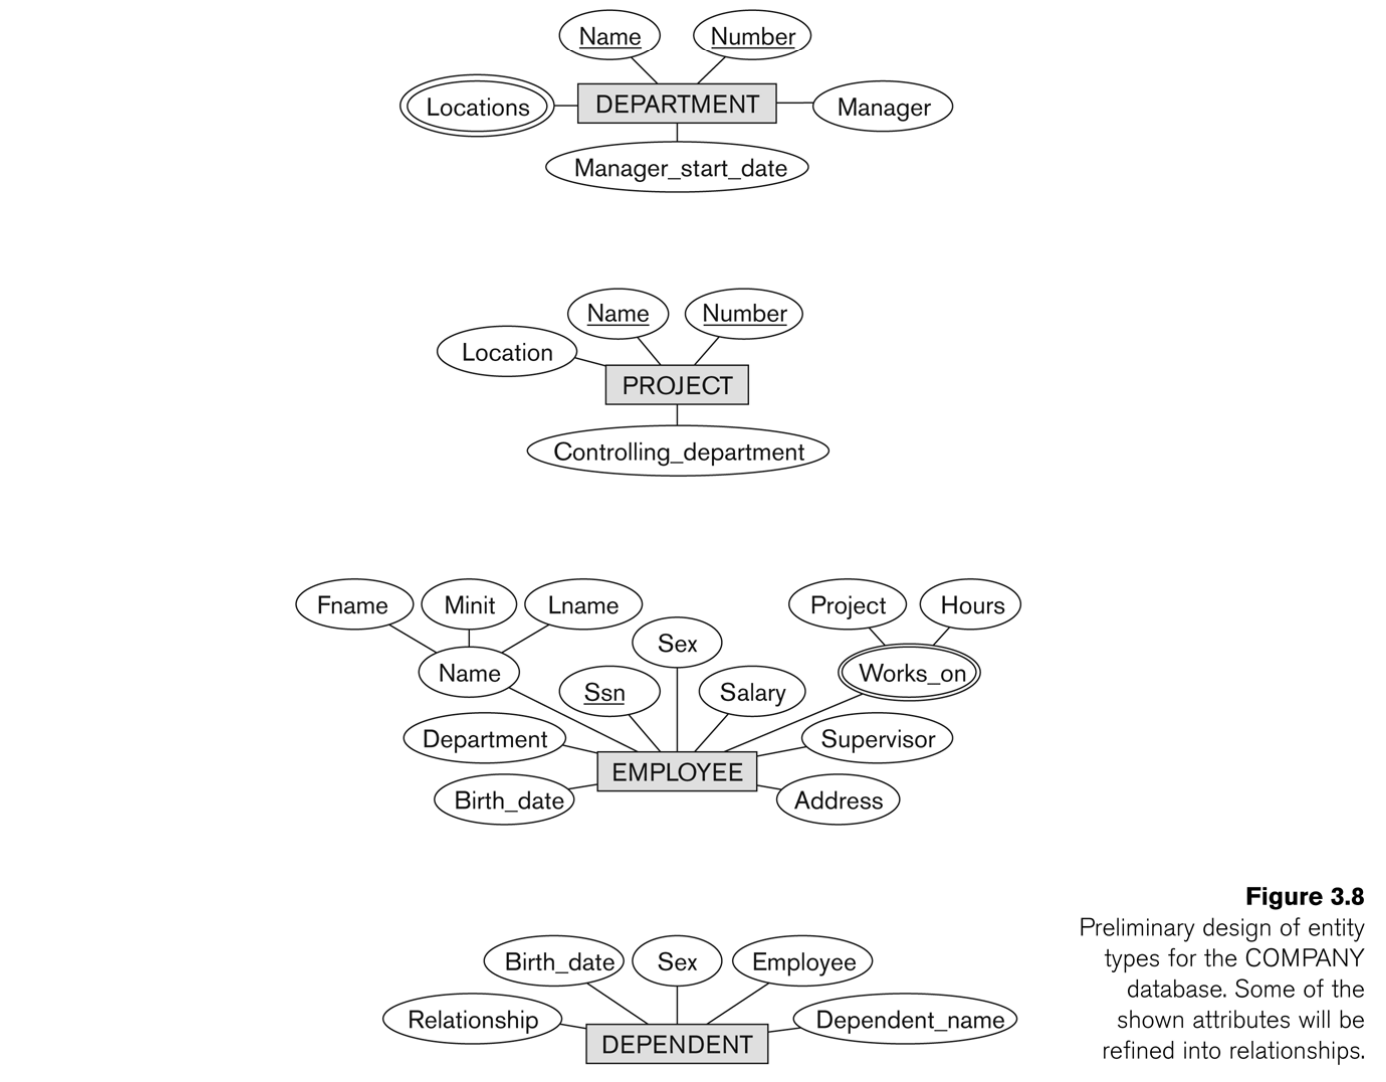 Name
Number
Locations
DEPARTMENT
Manager
Manager_start_date
Name
Number
Location
PROJECT
Controlling_department
Fname
Minit
Lname
Project
Hours
Sex
Name
Works_on
Ssn
Salary
Department
Supervisor
EMPLOYEE
Birth_date
Address
Birth_date
Sex
Employee
Relationship
Dependent_name
DEPENDENT
Figure 3.8
Preliminary design of entity
types for the COMPANY
database. Some of the
shown attributes will be
refined into relationships.